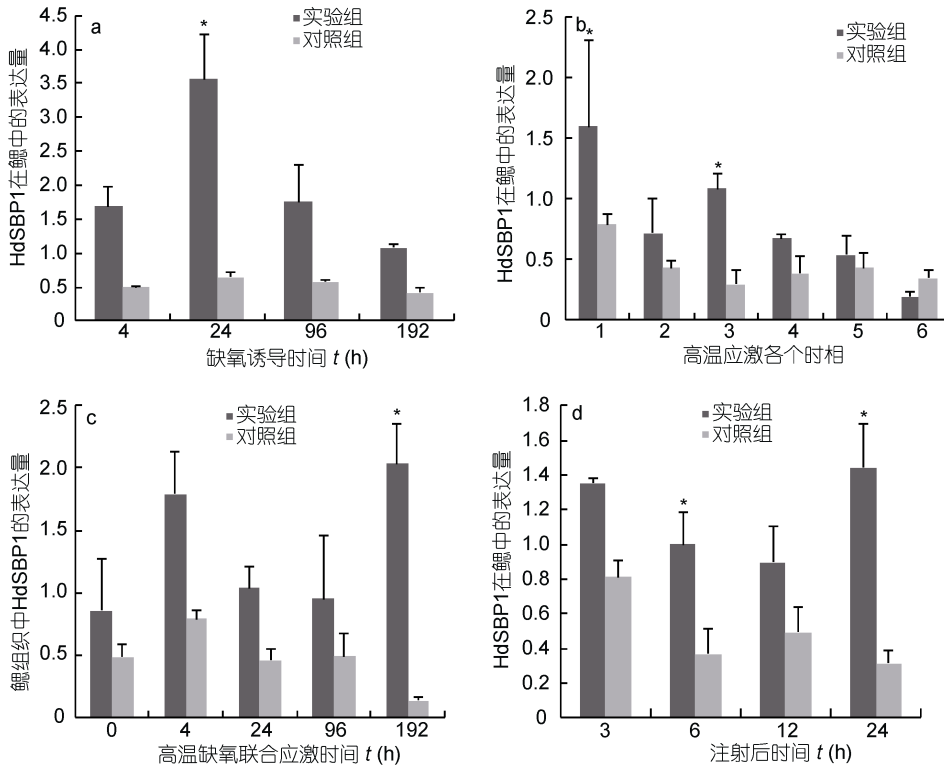 a
HdSBP1在鳃中的表达量
4.5
4.0
3.5
3.0
2.5
2.0
1.5
1.0
0.5
0
*
实验组
对照组
4 24 96 192
缺氧诱导时间 t (h)
b
HdSBP1在鳃中的表达量
2.5
2.0
1.5
1.0
0.5
0
*
*
实验组
对照组
1 2 3 4 5 6
高温应激各个时相
c
鳃组织中HdSBP1的表达量
2.5
2.0
1.5
1.0
0.5
0
*
实验组
对照组
0 4 24 96 192
高温缺氧联合应激时间 t (h)
d
HdSBP1在鳃中的表达量
1.8
1.6
1.4
1.2
1.0
0.8
0.6
0.4
0.2
0
*
*
实验组
对照组
3 6 12 24
注射后时间 t (h)